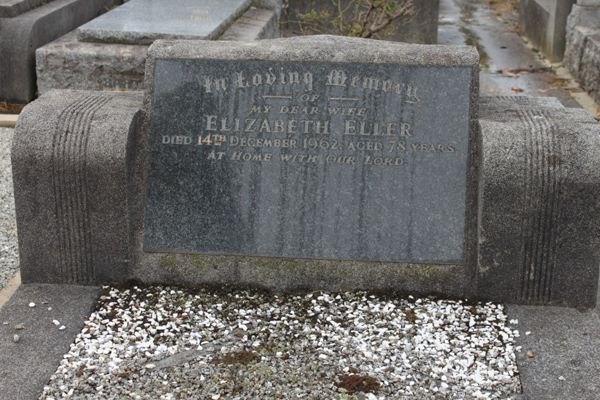 In Loving Memory
OF
MY DEAR WIFE
ELIZABETH ELLER
DIED 14TH DECEMBER 1962, AGED 78 YEARS
AT HOME WITH OUR LORD